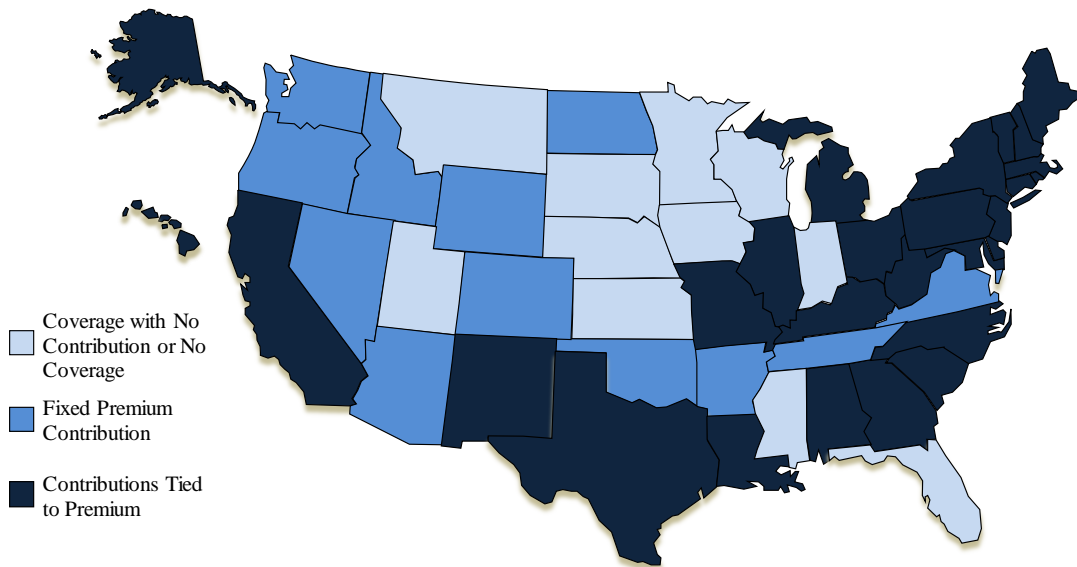 Coverage with No
Contribution or No
Coverage
Fixed Premium
Contribution
Contributions Tied
to Premium